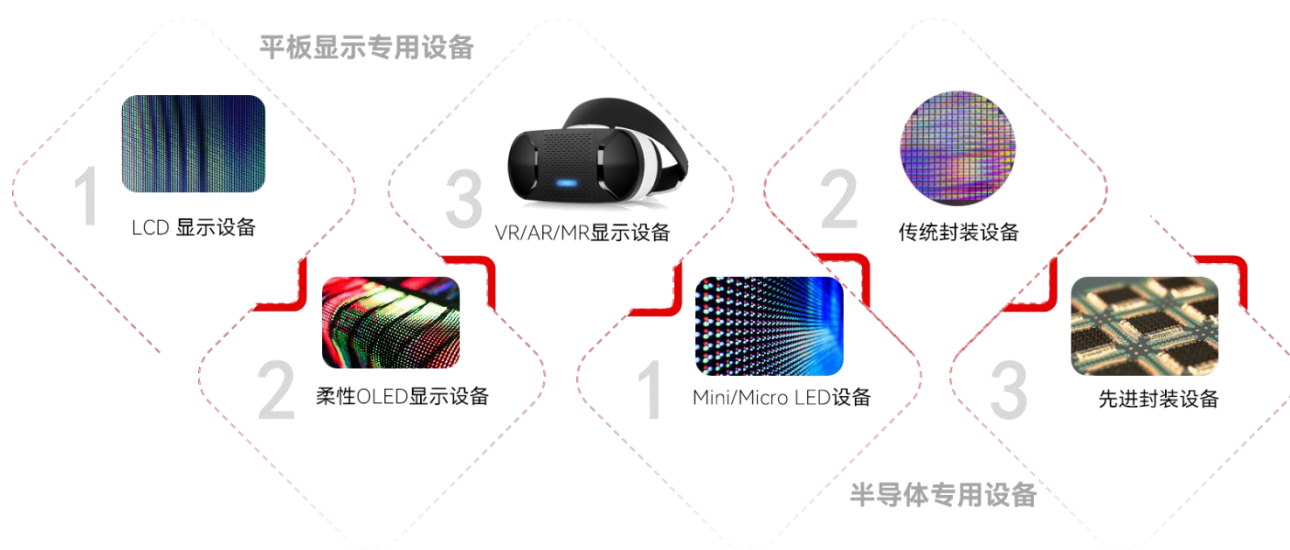 平板显示专用设备
1
LCD 显示设备
2
柔性OLED显示设备
3
VR/AR/MR显示设备
1
Mini/Micro LED设备
2
传统封装设备
3
先进封装设备
半导体专用设备